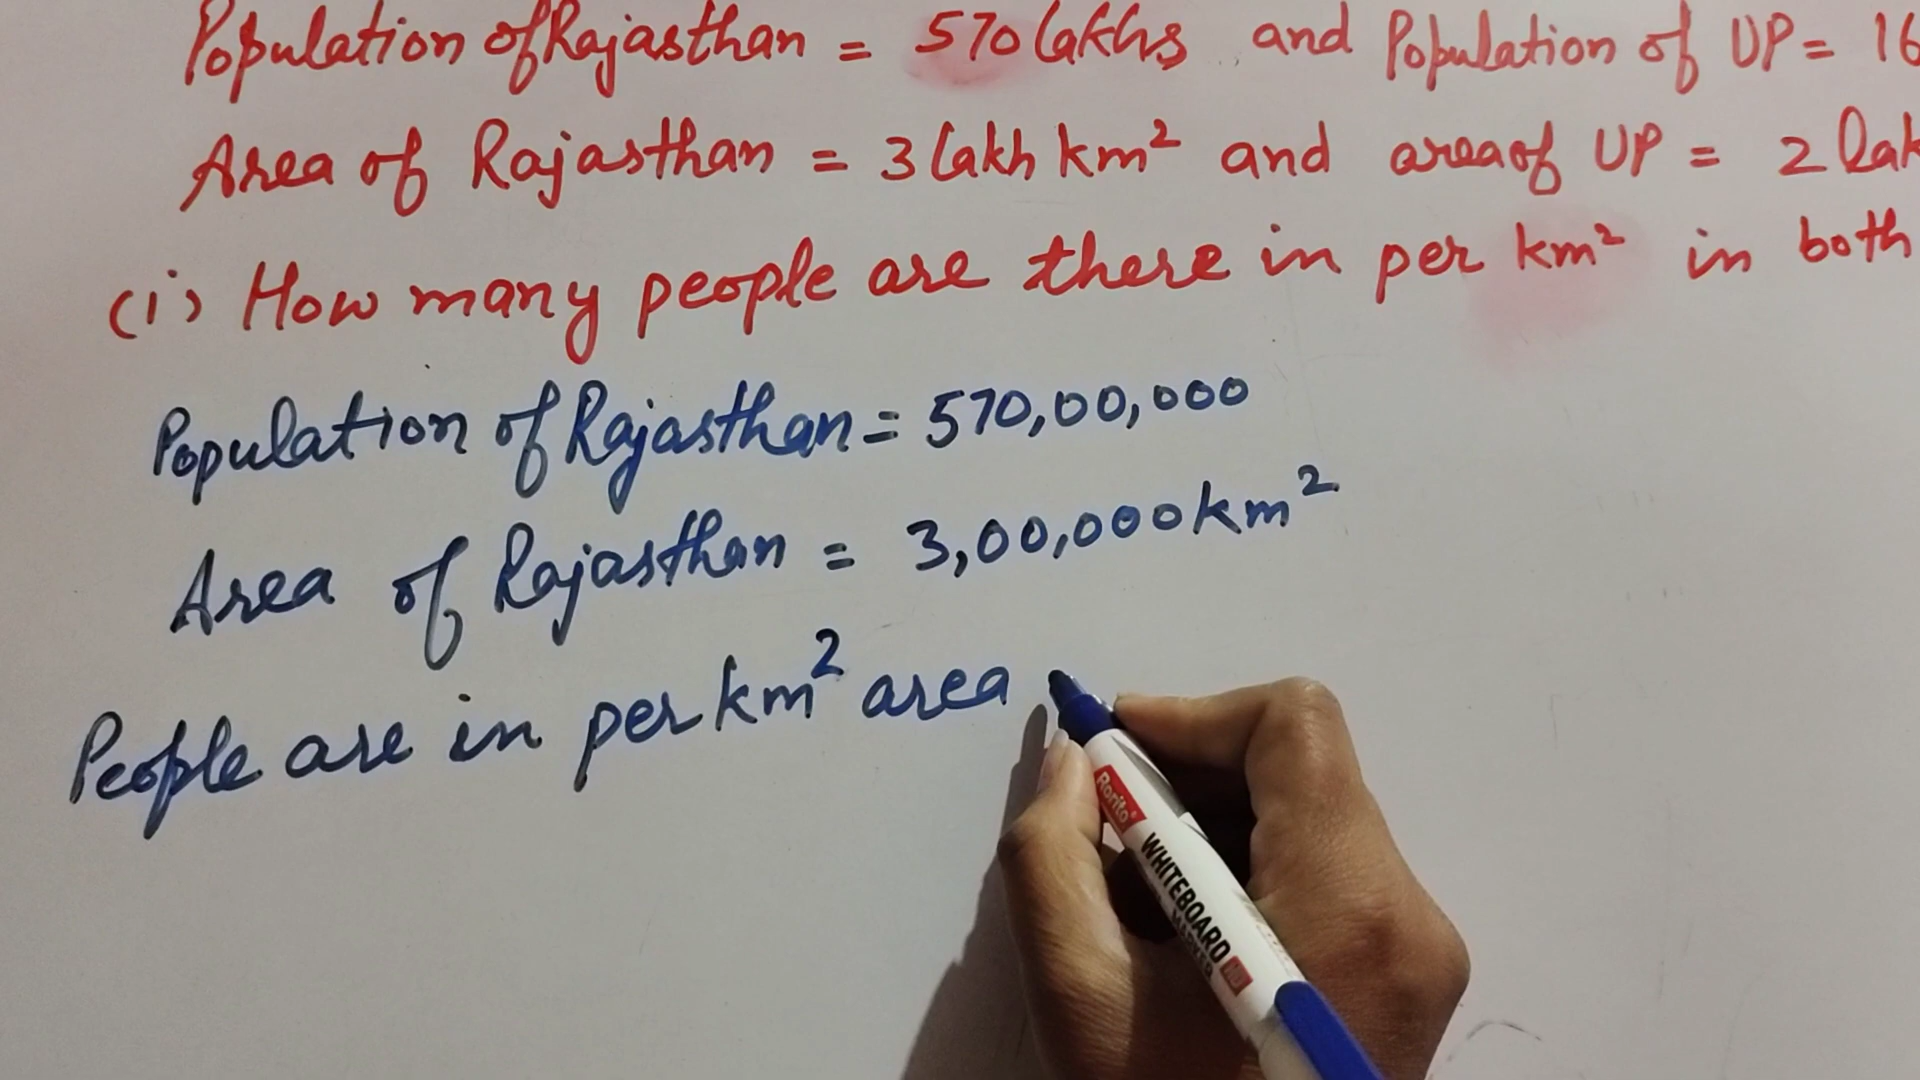 Population of Rajasthan = 570 lakhs and Population of UP = 16
Area of Rajasthan = 3 lakh km² and area of UP = 2 lak
(i) How many people are there in per km² in both
Population of Rajasthan = 570,00,000
Area of Rajasthan = 3,00,000 km²
People are in per km² area
Rorito
WHITEBOARD
MARKER